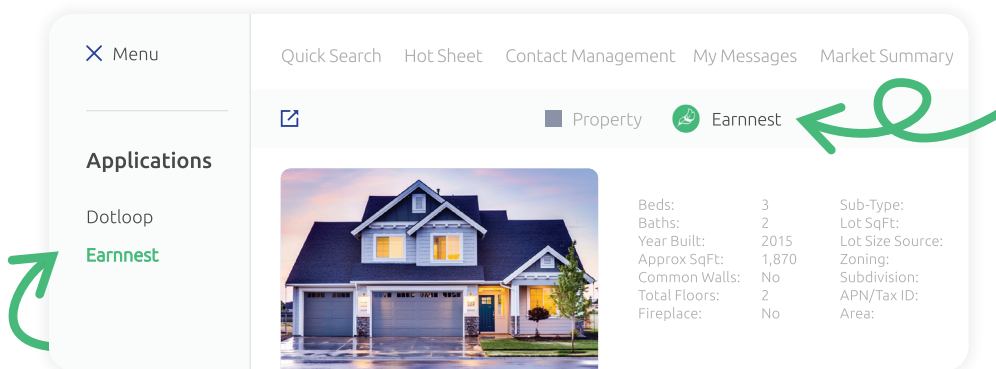 Menu
Quick Search Hot Sheet Contact Management My Messages Market Summary
Property Earnnest
Applications
Dotloop
Earnnest
Beds: 3 Sub-Type:
Baths: 2 Lot SqFt:
Year Built: 2015 Lot Size Source:
Approx SqFt: 1,870 Zoning:
Common Walls: No Subdivision:
Total Floors: 2 APN/Tax ID:
Fireplace: No Area: